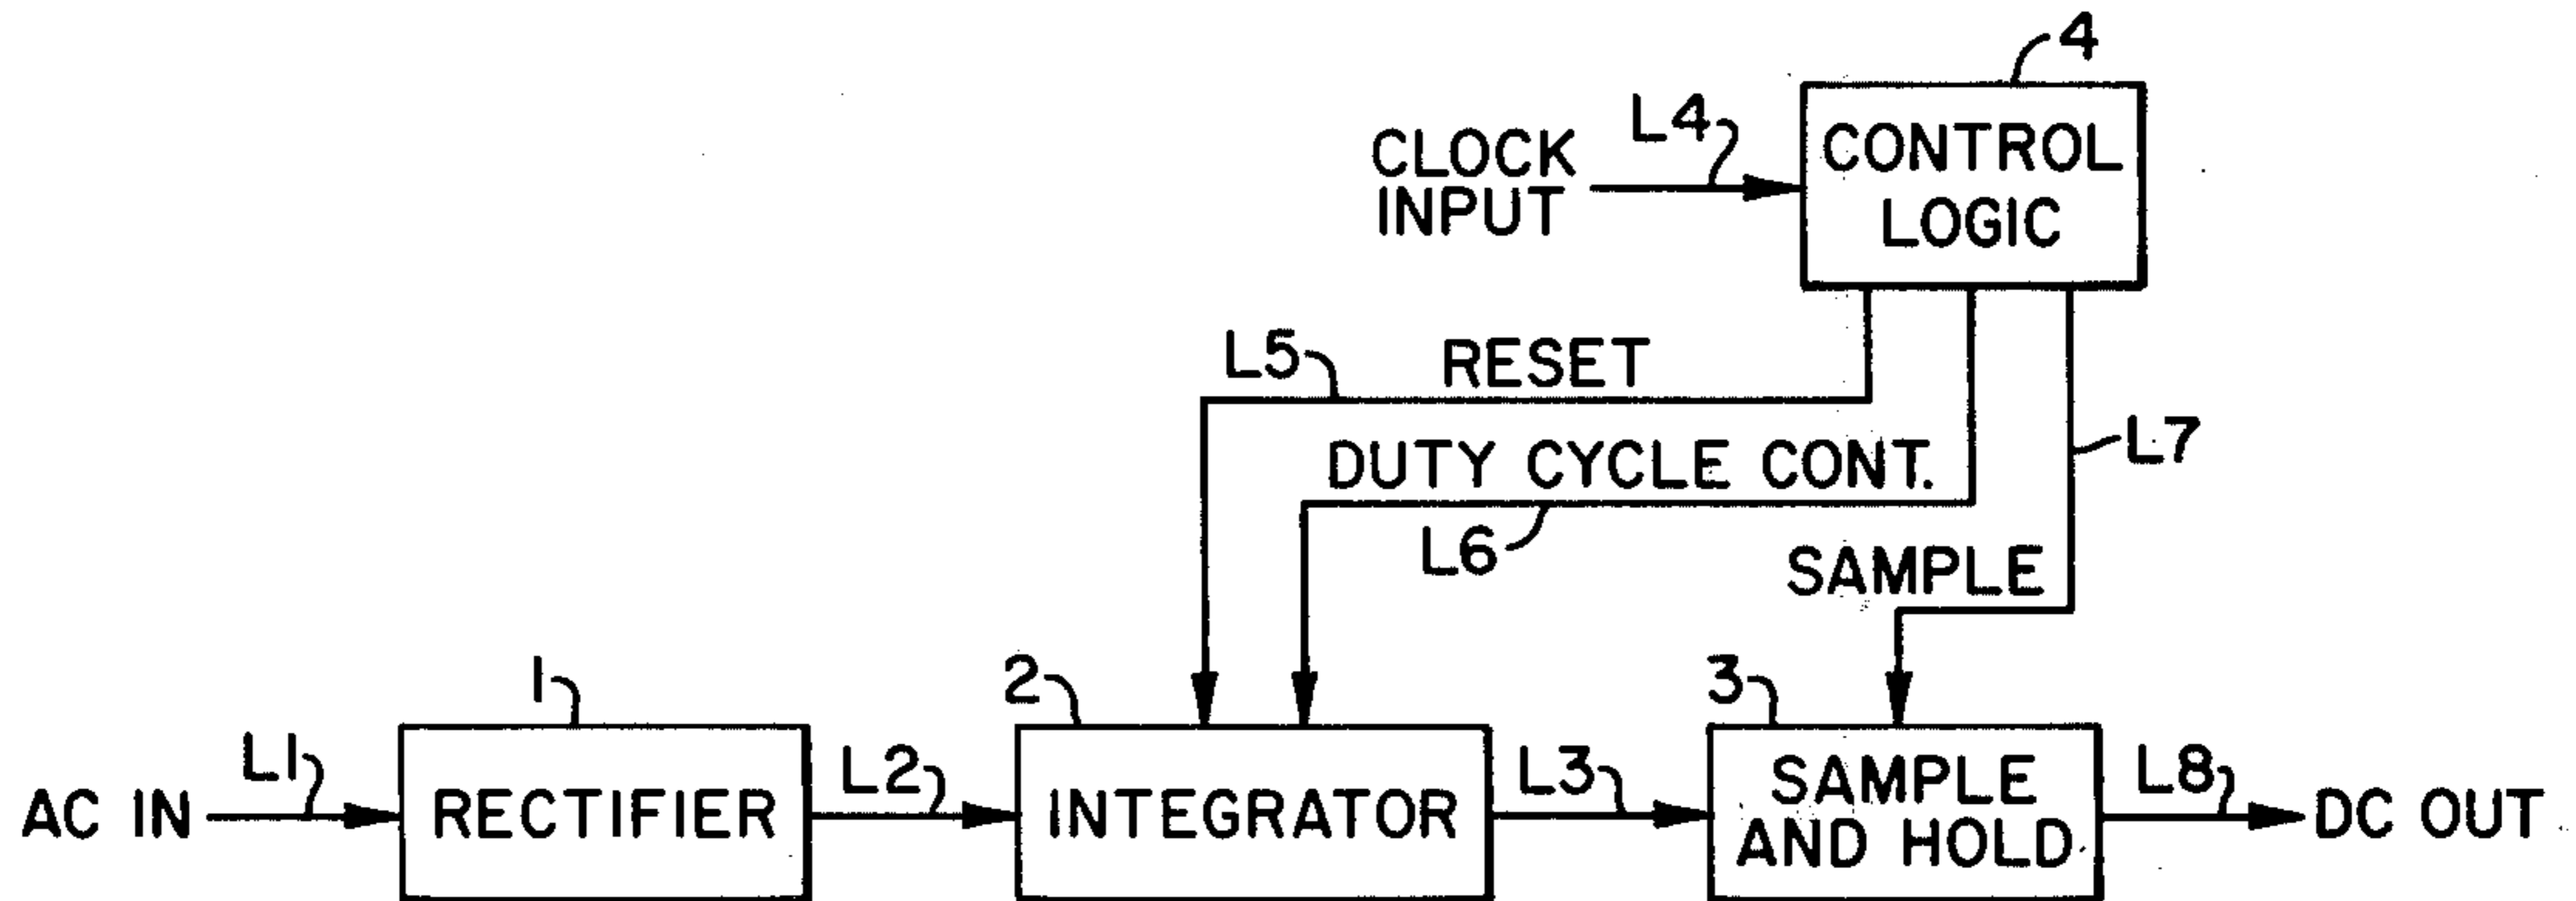 4
L4
CLOCK
INPUT
CONTROL
LOGIC
L5
RESET
DUTY CYCLE CONT.
L7
L6
SAMPLE
1
2
3
L1
L2
L3
L8
AC IN
RECTIFIER
INTEGRATOR
SAMPLE
AND HOLD
DC OUT